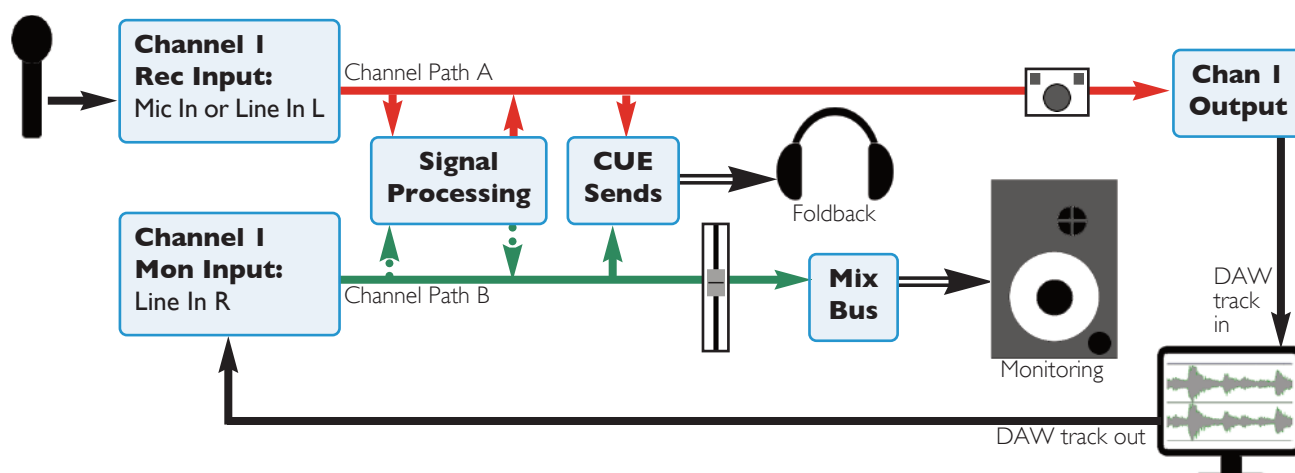 Channel 1
Rec Input:
Mic In or Line In L
Channel Path A
Chan 1
Output
Signal
Processing
CUE
Sends
Foldback
Channel 1
Mon Input:
Line In R
Channel Path B
Mix
Bus
Monitoring
DAW
track
in
DAW track out